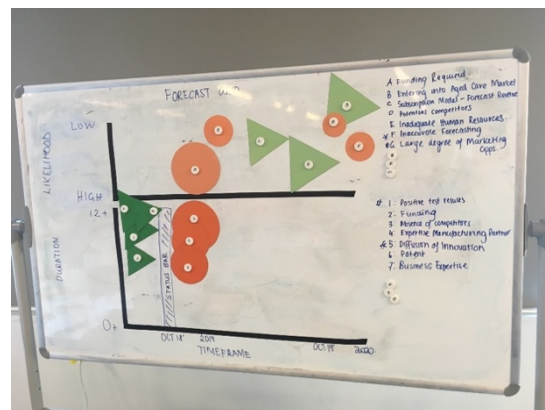 FORECAST
LIKELIHOOD
LOW
HIGH
12+
DURATION
0+
STATUS BAR
OCT 18'
2019
OCT 19'
2020
TIMEFRAME
A Funding Required
B Entering into Aged Care Market
C Subscription Model - Forecast Revenue
D Potential competitors
E Inadequate Human Resources
* F Inaccurate Forecasting
* G Large degree of Marketing
Opps.
* 1: Positive test results
2. Funding
3 Absence of competitors
4 Expertise Manufacturing Partner
* 5: Diffusion of Innovation
6. Patent
7. Business Expertise